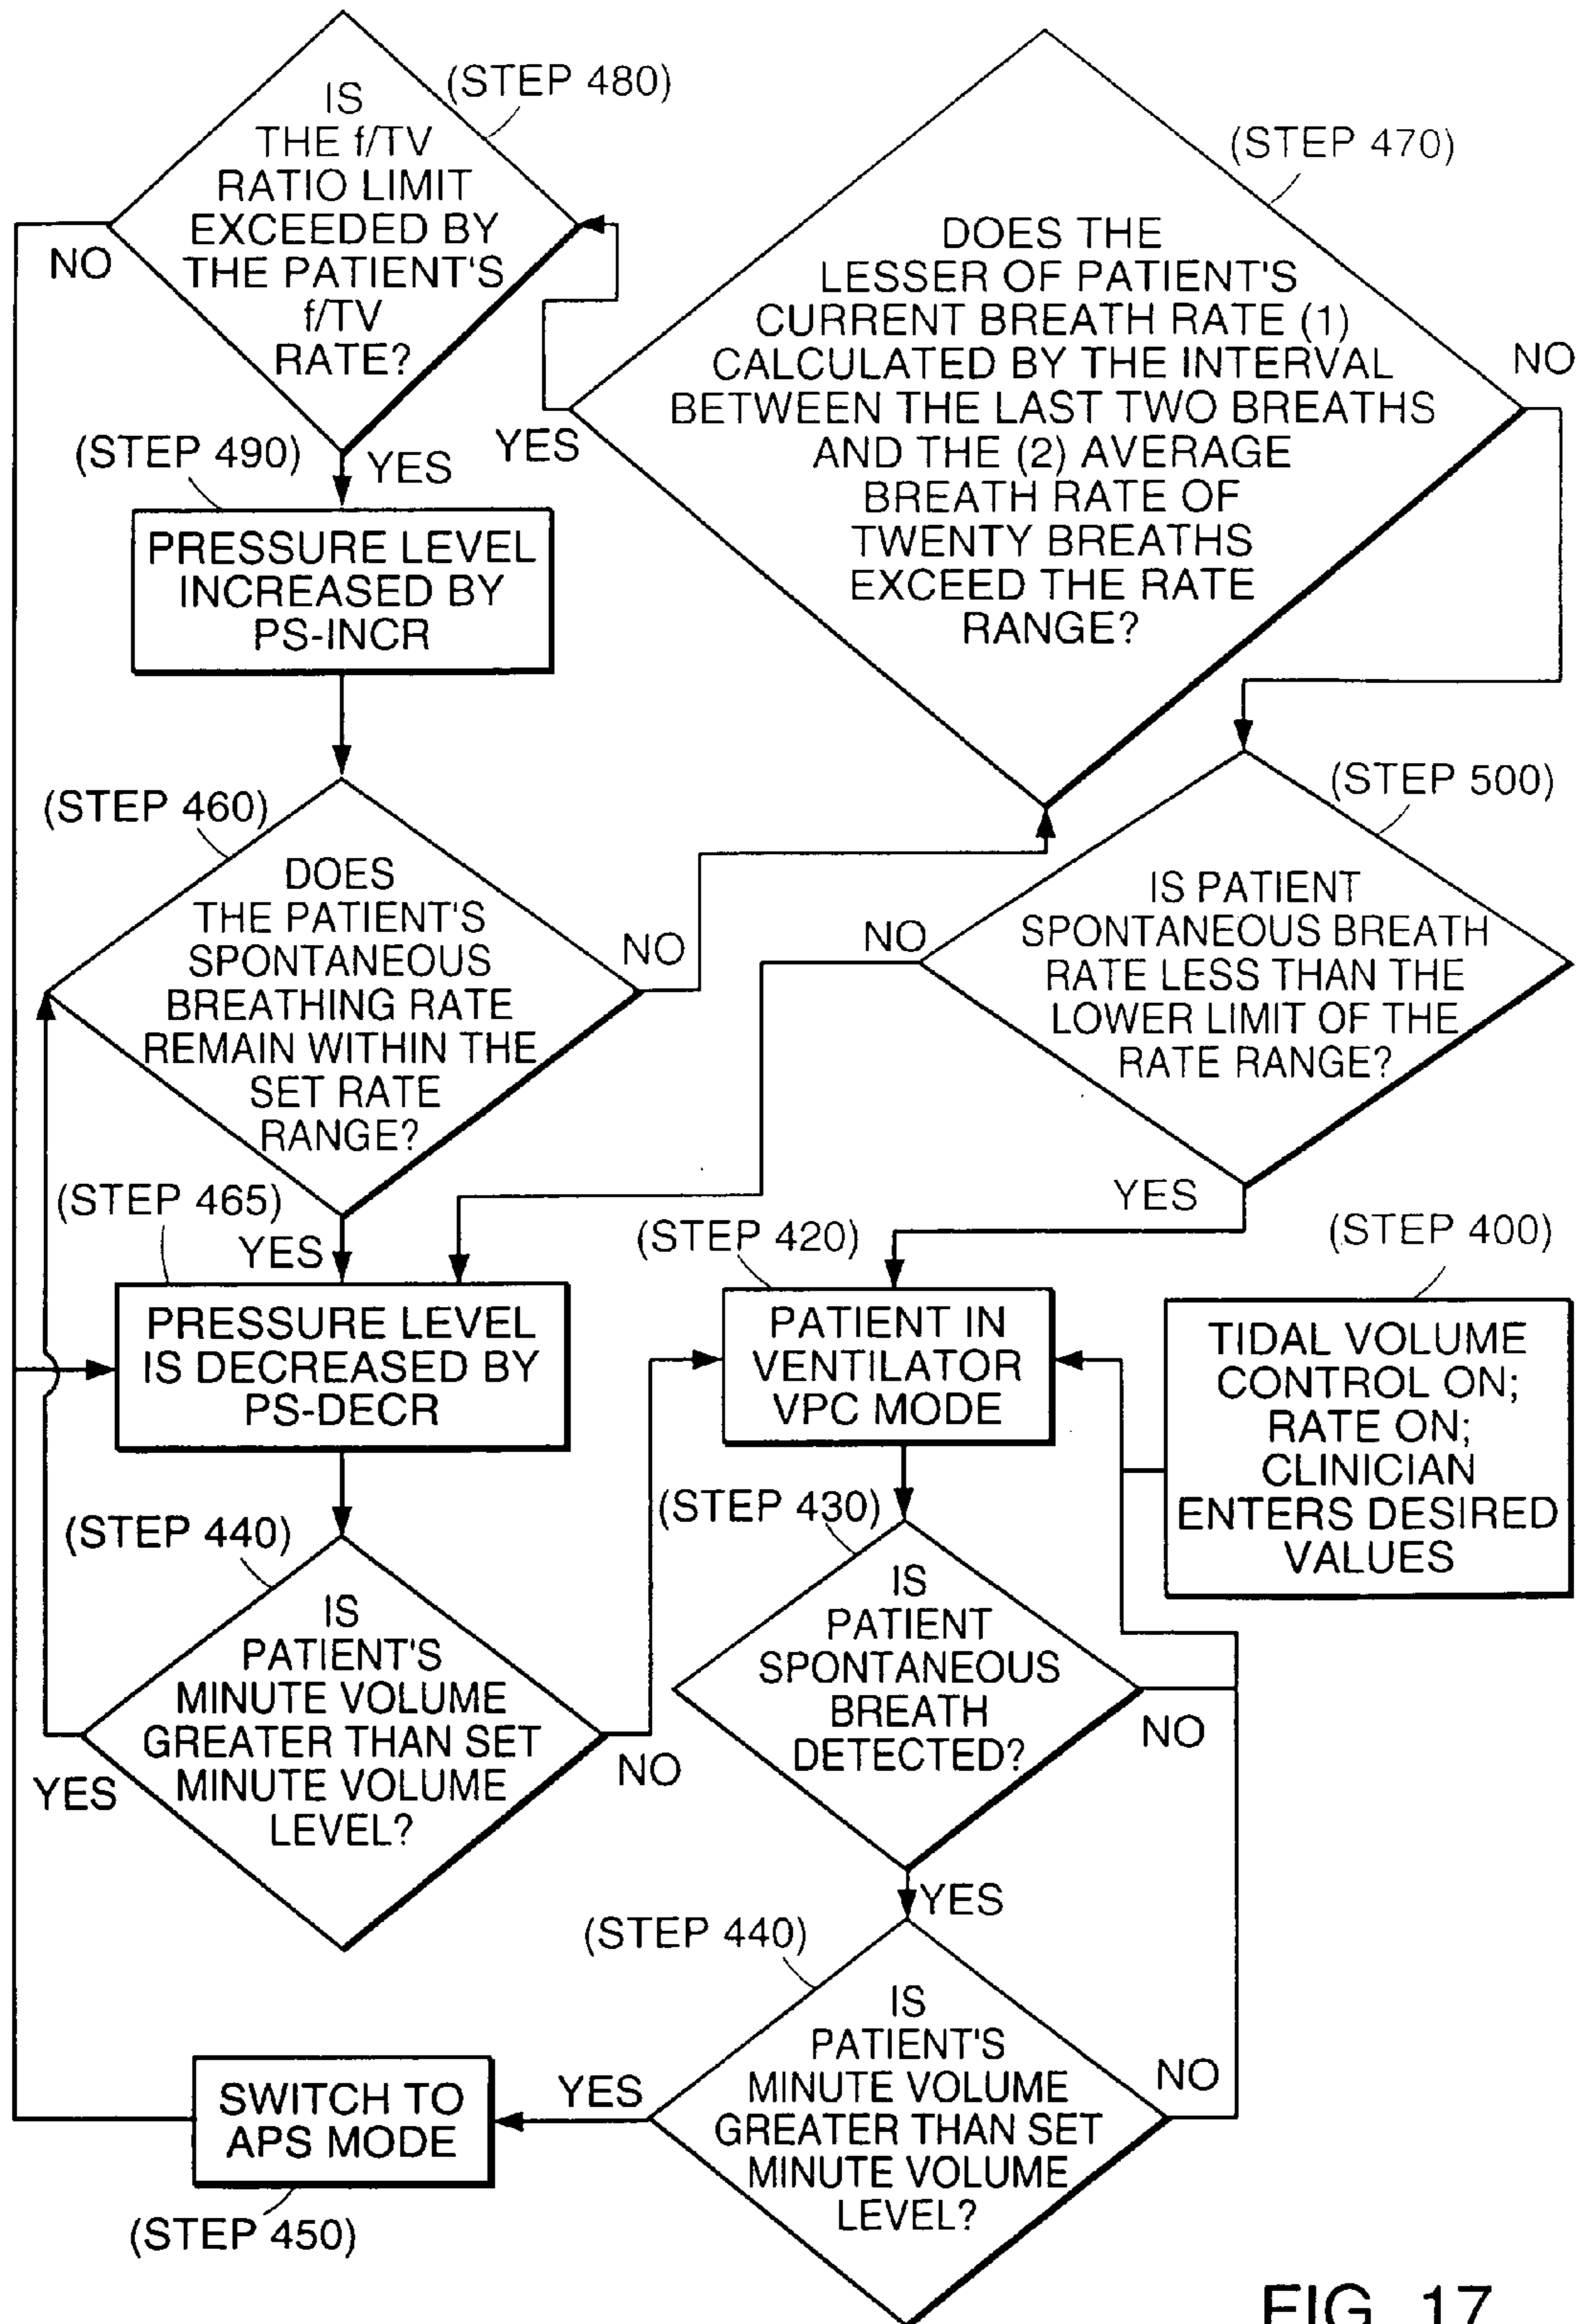 (STEP 480)
IS
THE f/TV
RATIO LIMIT
EXCEEDED BY
THE PATIENT'S
f/TV
RATE?
NO
YES
(STEP 470)
DOES THE
LESSER OF PATIENT'S
CURRENT BREATH RATE (1)
CALCULATED BY THE INTERVAL
BETWEEN THE LAST TWO BREATHS
AND THE (2) AVERAGE
BREATH RATE OF
TWENTY BREATHS
EXCEED THE RATE
RANGE?
NO
YES
(STEP 490)
PRESSURE LEVEL
INCREASED BY
PS-INCR
(STEP 460)
DOES
THE PATIENT'S
SPONTANEOUS
BREATHING RATE
REMAIN WITHIN THE
SET RATE
RANGE?
NO
YES
(STEP 500)
IS PATIENT
SPONTANEOUS BREATH
RATE LESS THAN THE
LOWER LIMIT OF THE
RATE RANGE?
NO
YES
(STEP 465)
PRESSURE LEVEL
IS DECREASED BY
PS-DECR
(STEP 420)
PATIENT IN
VENTILATOR
VPC MODE
(STEP 400)
TIDAL VOLUME
CONTROL ON;
RATE ON;
CLINICIAN
ENTERS DESIRED
VALUES
(STEP 440)
IS
PATIENT'S
MINUTE VOLUME
GREATER THAN SET
MINUTE VOLUME
LEVEL?
YES
NO
(STEP 430)
IS
PATIENT
SPONTANEOUS
BREATH
DETECTED?
NO
YES
(STEP 440)
IS
PATIENT'S
MINUTE VOLUME
GREATER THAN SET
MINUTE VOLUME
LEVEL?
NO
YES
SWITCH TO
APS MODE
(STEP 450)
FIG. 17